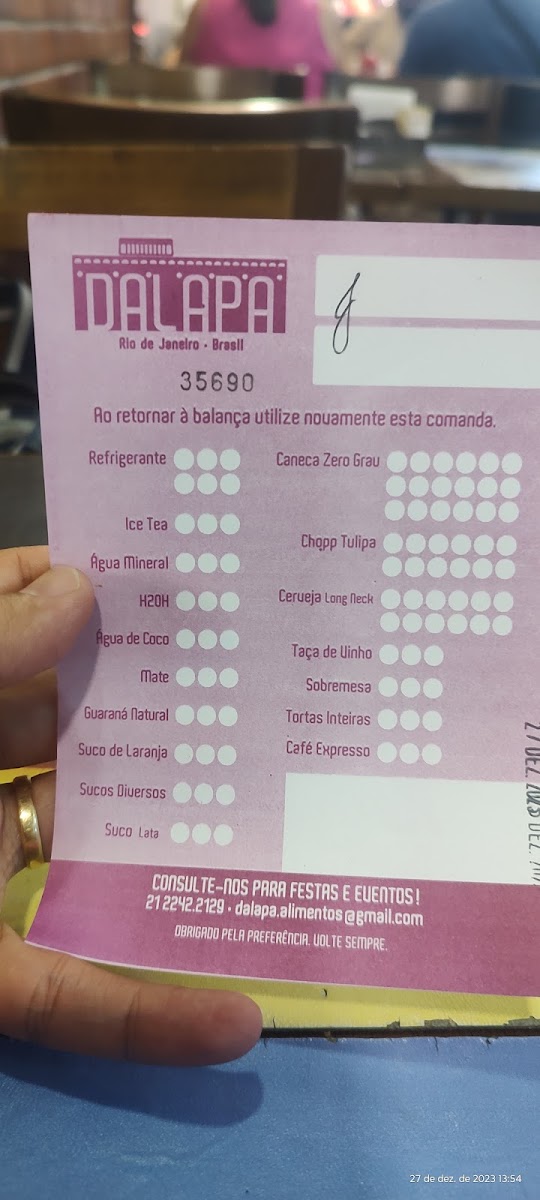 DALAPA
Rio de Janeiro • Brasil
35690
Ao retornar à balança utilize novamente esta comanda.
Refrigerante
Ice Tea
Água Mineral
H2OH
Água de Coco
Mate
Guaraná Natural
Suco de Laranja
Sucos Diversos
Suco Lata
Caneca Zero Grau
Chopp Tulipa
Cerveja Long Neck
Taça de Vinho
Sobremesa
Tortas Inteiras
Café Expresso
27 DEZ. 2023
CONSULTE-NOS PARA FESTAS E EVENTOS!
21 2242.2129 • dalapa.alimentos@gmail.com
OBRIGADO PELA PREFERÊNCIA. VOLTE SEMPRE.
27 de dez. de 2023 13:54